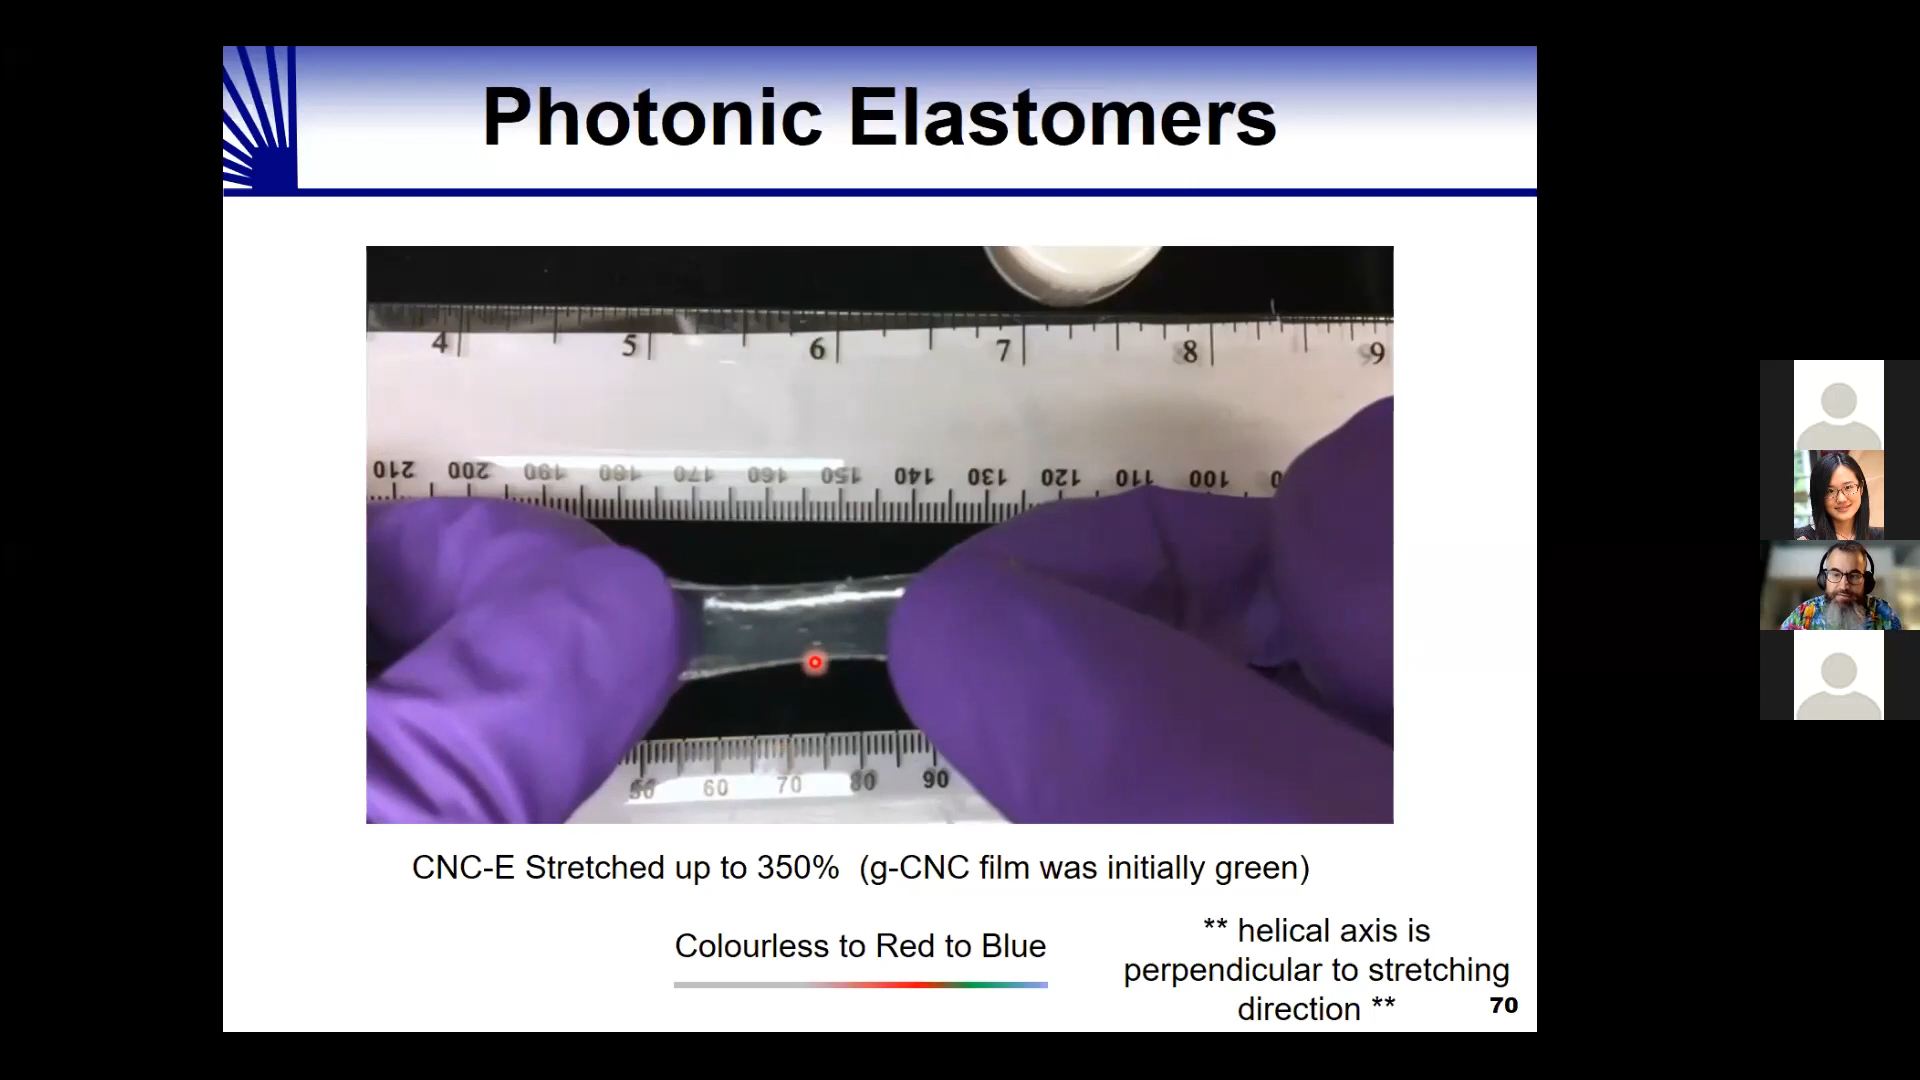 Photonic Elastomers
4 5 6 7 8 9
210 200 190 180 170 160 150 140 130 120 110 100
50 60 70 80 90
CNC-E Stretched up to 350% (g-CNC film was initially green)
Colourless to Red to Blue
** helical axis is
perpendicular to stretching
direction **
70